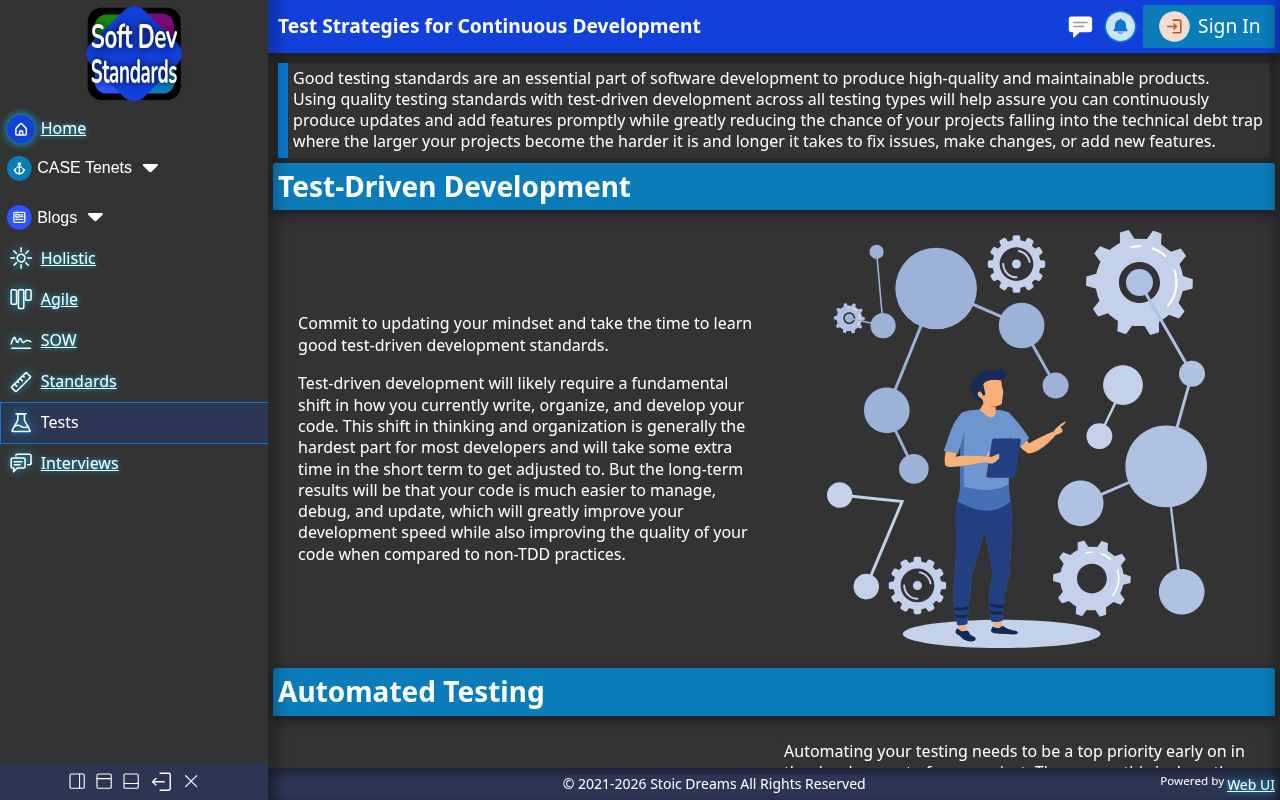 Soft Dev
Standards
Home
CASE Tenets
Blogs
Holistic
Agile
SOW
Standards
Tests
Interviews
Test Strategies for Continuous Development
Sign In
Good testing standards are an essential part of software development to produce high-quality and maintainable products.
Using quality testing standards with test-driven development across all testing types will help assure you can continuously
produce updates and add features promptly while greatly reducing the chance of your projects falling into the technical debt trap
where the larger your projects become the harder it is and longer it takes to fix issues, make changes, or add new features.
Test-Driven Development
Commit to updating your mindset and take the time to learn
good test-driven development standards.
Test-driven development will likely require a fundamental
shift in how you currently write, organize, and develop your
code. This shift in thinking and organization is generally the
hardest part for most developers and will take some extra
time in the short term to get adjusted to. But the long-term
results will be that your code is much easier to manage,
debug, and update, which will greatly improve your
development speed while also improving the quality of your
code when compared to non-TDD practices.
Automated Testing
Automating your testing needs to be a top priority early on in
© 2021-2026 Stoic Dreams All Rights Reserved
Powered by Web UI